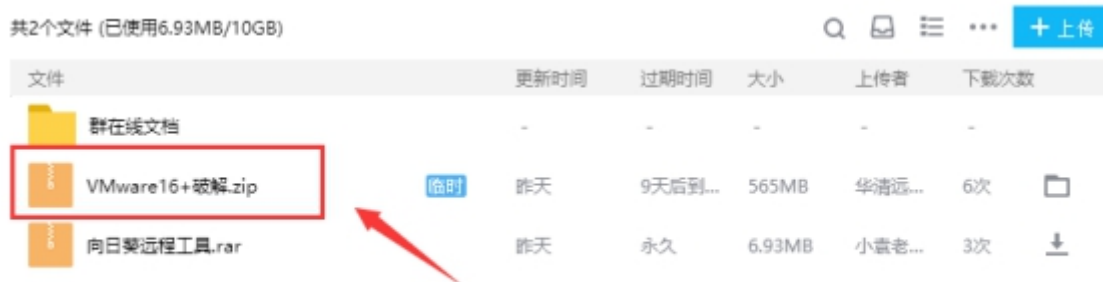 共2个文件 (已使用6.93MB/10GB) 上传
文件 更新时间 过期时间 大小 上传者 下载次数
群在线文档 - - - - -
VMware16+破解.zip 临时 昨天 9天后到... 565MB 华清远... 6次
向日葵远程工具.rar 昨天 永久 6.93MB 小袁老... 3次